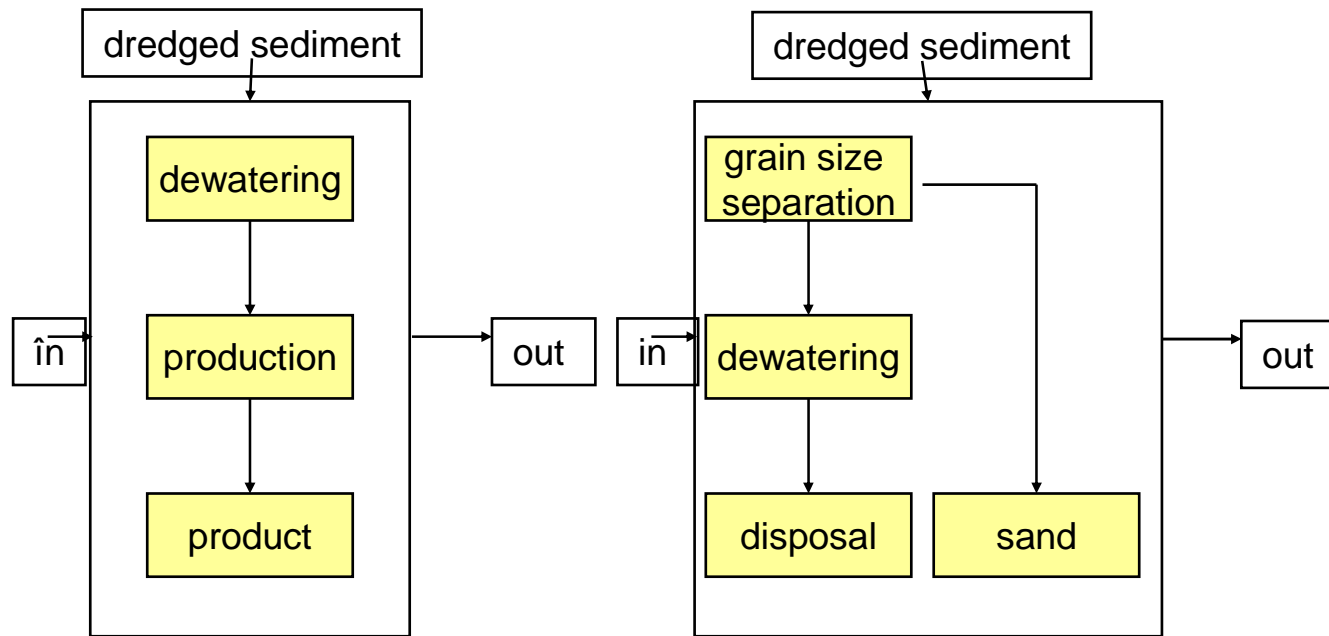 dredged sediment
dewatering
în
production
out
product
dredged sediment
grain size
separation
in
dewatering
out
disposal
sand